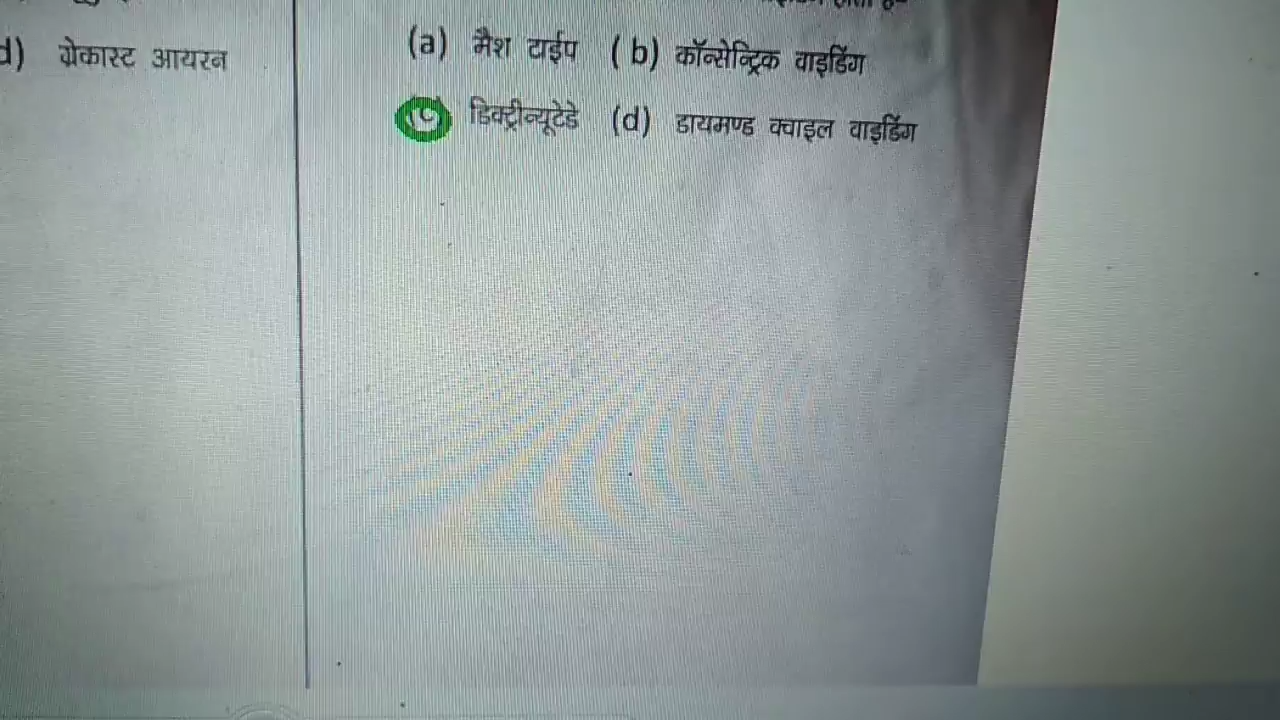 d) ग्रेकास्ट आयरन
(a) मैश टाईप (b) कॉन्सेन्ट्रिक वाइडिंग
(c) डिक्ट्रीन्यूटेडे (d) डायमण्ड क्वाइल वाइडिंग